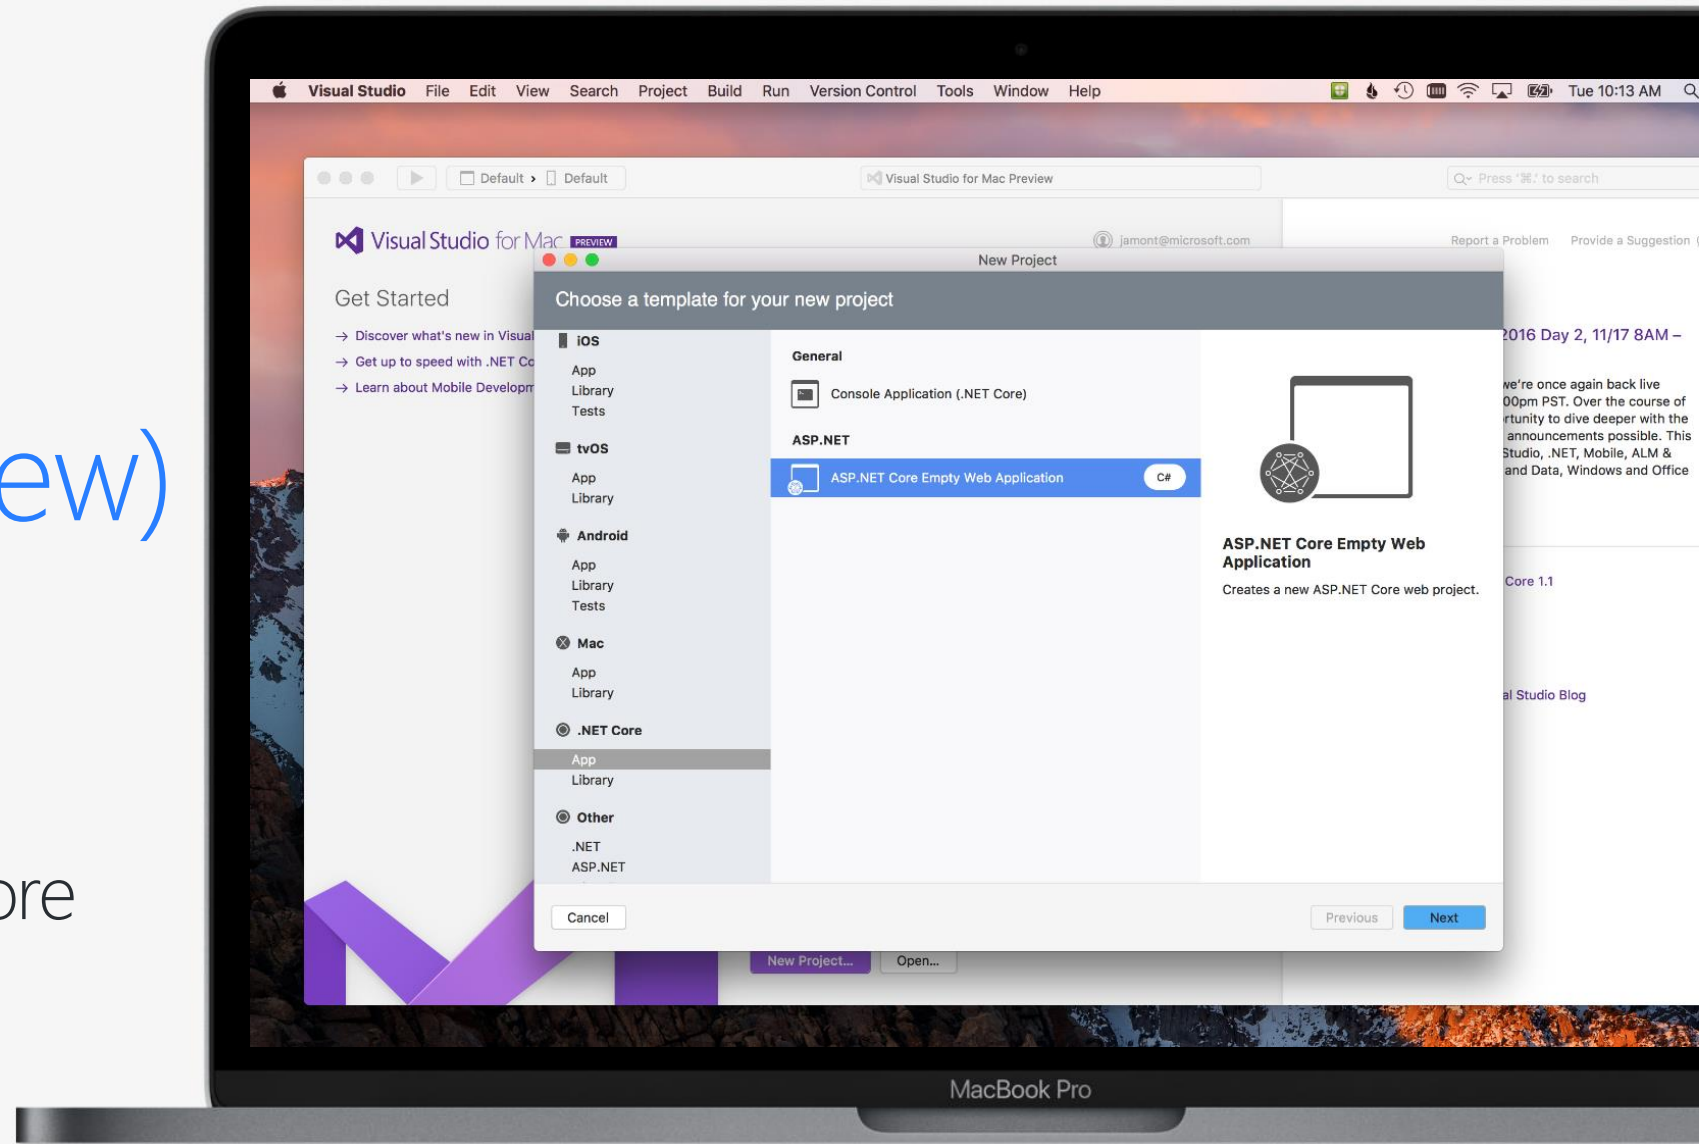 Visual Studio File Edit View Search Project Build Run Version Control Tools Window Help Tue 10:13 AM
Default > Default
Visual Studio for Mac Preview
Press '⌘.' to search
Visual Studio for Mac PREVIEW
jamont@microsoft.com
Report a Problem Provide a Suggestion
New Project
Get Started
→ Discover what's new in Visual
→ Get up to speed with .NET Co
→ Learn about Mobile Developm
Choose a template for your new project
iOS
App
Library
Tests
tvOS
App
Library
Android
App
Library
Tests
Mac
App
Library
.NET Core
App
Library
Other
.NET
ASP.NET
General
Console Application (.NET Core)
ASP.NET
ASP.NET Core Empty Web Application C#
ASP.NET Core Empty Web
Application
Creates a new ASP.NET Core web project.
2016 Day 2, 11/17 8AM –
we're once again back live
00pm PST. Over the course of
rtunity to dive deeper with the
announcements possible. This
Studio, .NET, Mobile, ALM &
and Data, Windows and Office
Core 1.1
al Studio Blog
Cancel Previous Next
New Project... Open...
ew)
ore
MacBook Pro